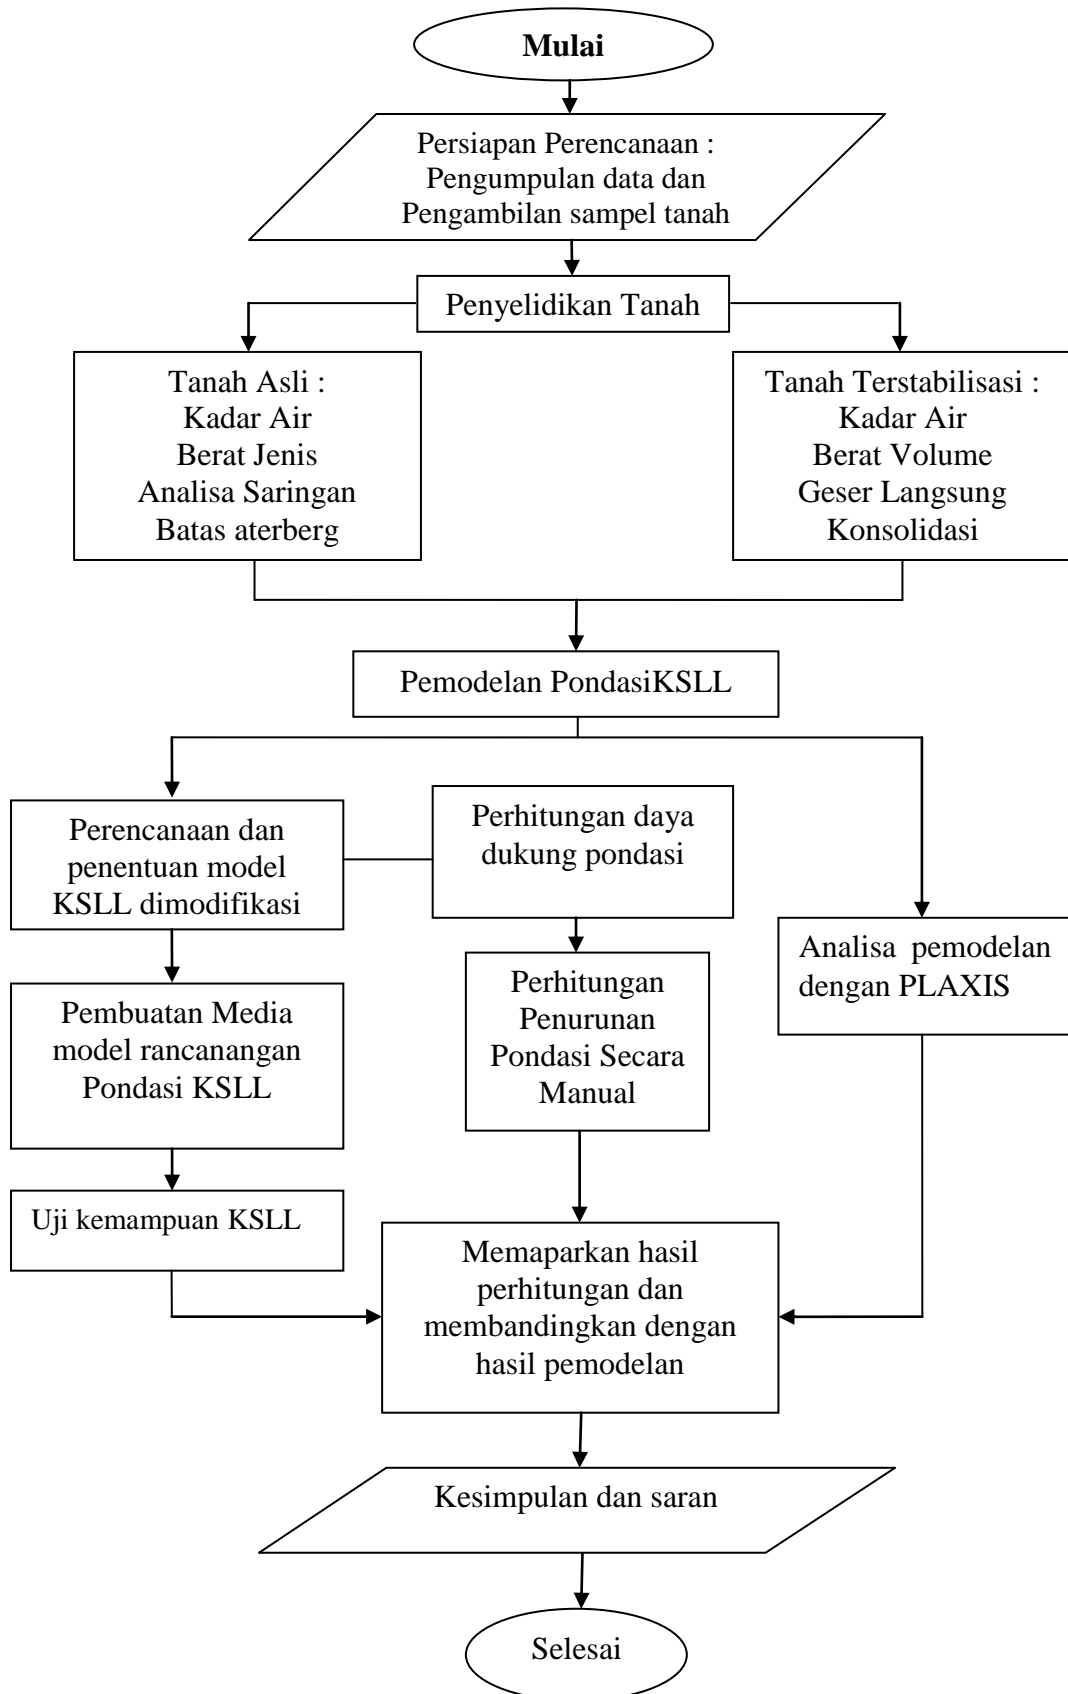 Mulai
Persiapan Perencanaan :
Pengumpulan data dan
Pengambilan sampel tanah
Penyelidikan Tanah
Tanah Asli :
Kadar Air
Berat Jenis
Analisa Saringan
Batas aterberg
Tanah Terstabilisasi :
Kadar Air
Berat Volume
Geser Langsung
Konsolidasi
Pemodelan PondasiKSLL
Perencanaan dan
penentuan model
KSLL dimodifikasi
Perhitungan daya
dukung pondasi
Analisa pemodelan
dengan PLAXIS
Pembuatan Media
model rancanangan
Pondasi KSLL
Perhitungan
Penurunan
Pondasi Secara
Manual
Uji kemampuan KSLL
Memaparkan hasil
perhitungan dan
membandingkan dengan
hasil pemodelan
Kesimpulan dan saran
Selesai